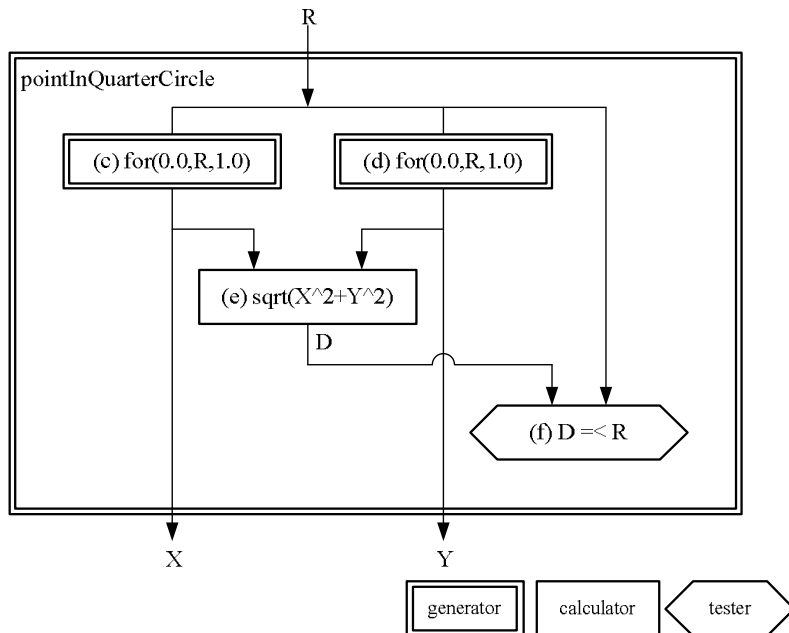 R
pointInQuarterCircle
(c) for(0.0,R,1.0)
(d) for(0.0,R,1.0)
(e) sqrt(X^2+Y^2)
D
(f) D =< R
X
Y
generator
calculator
tester